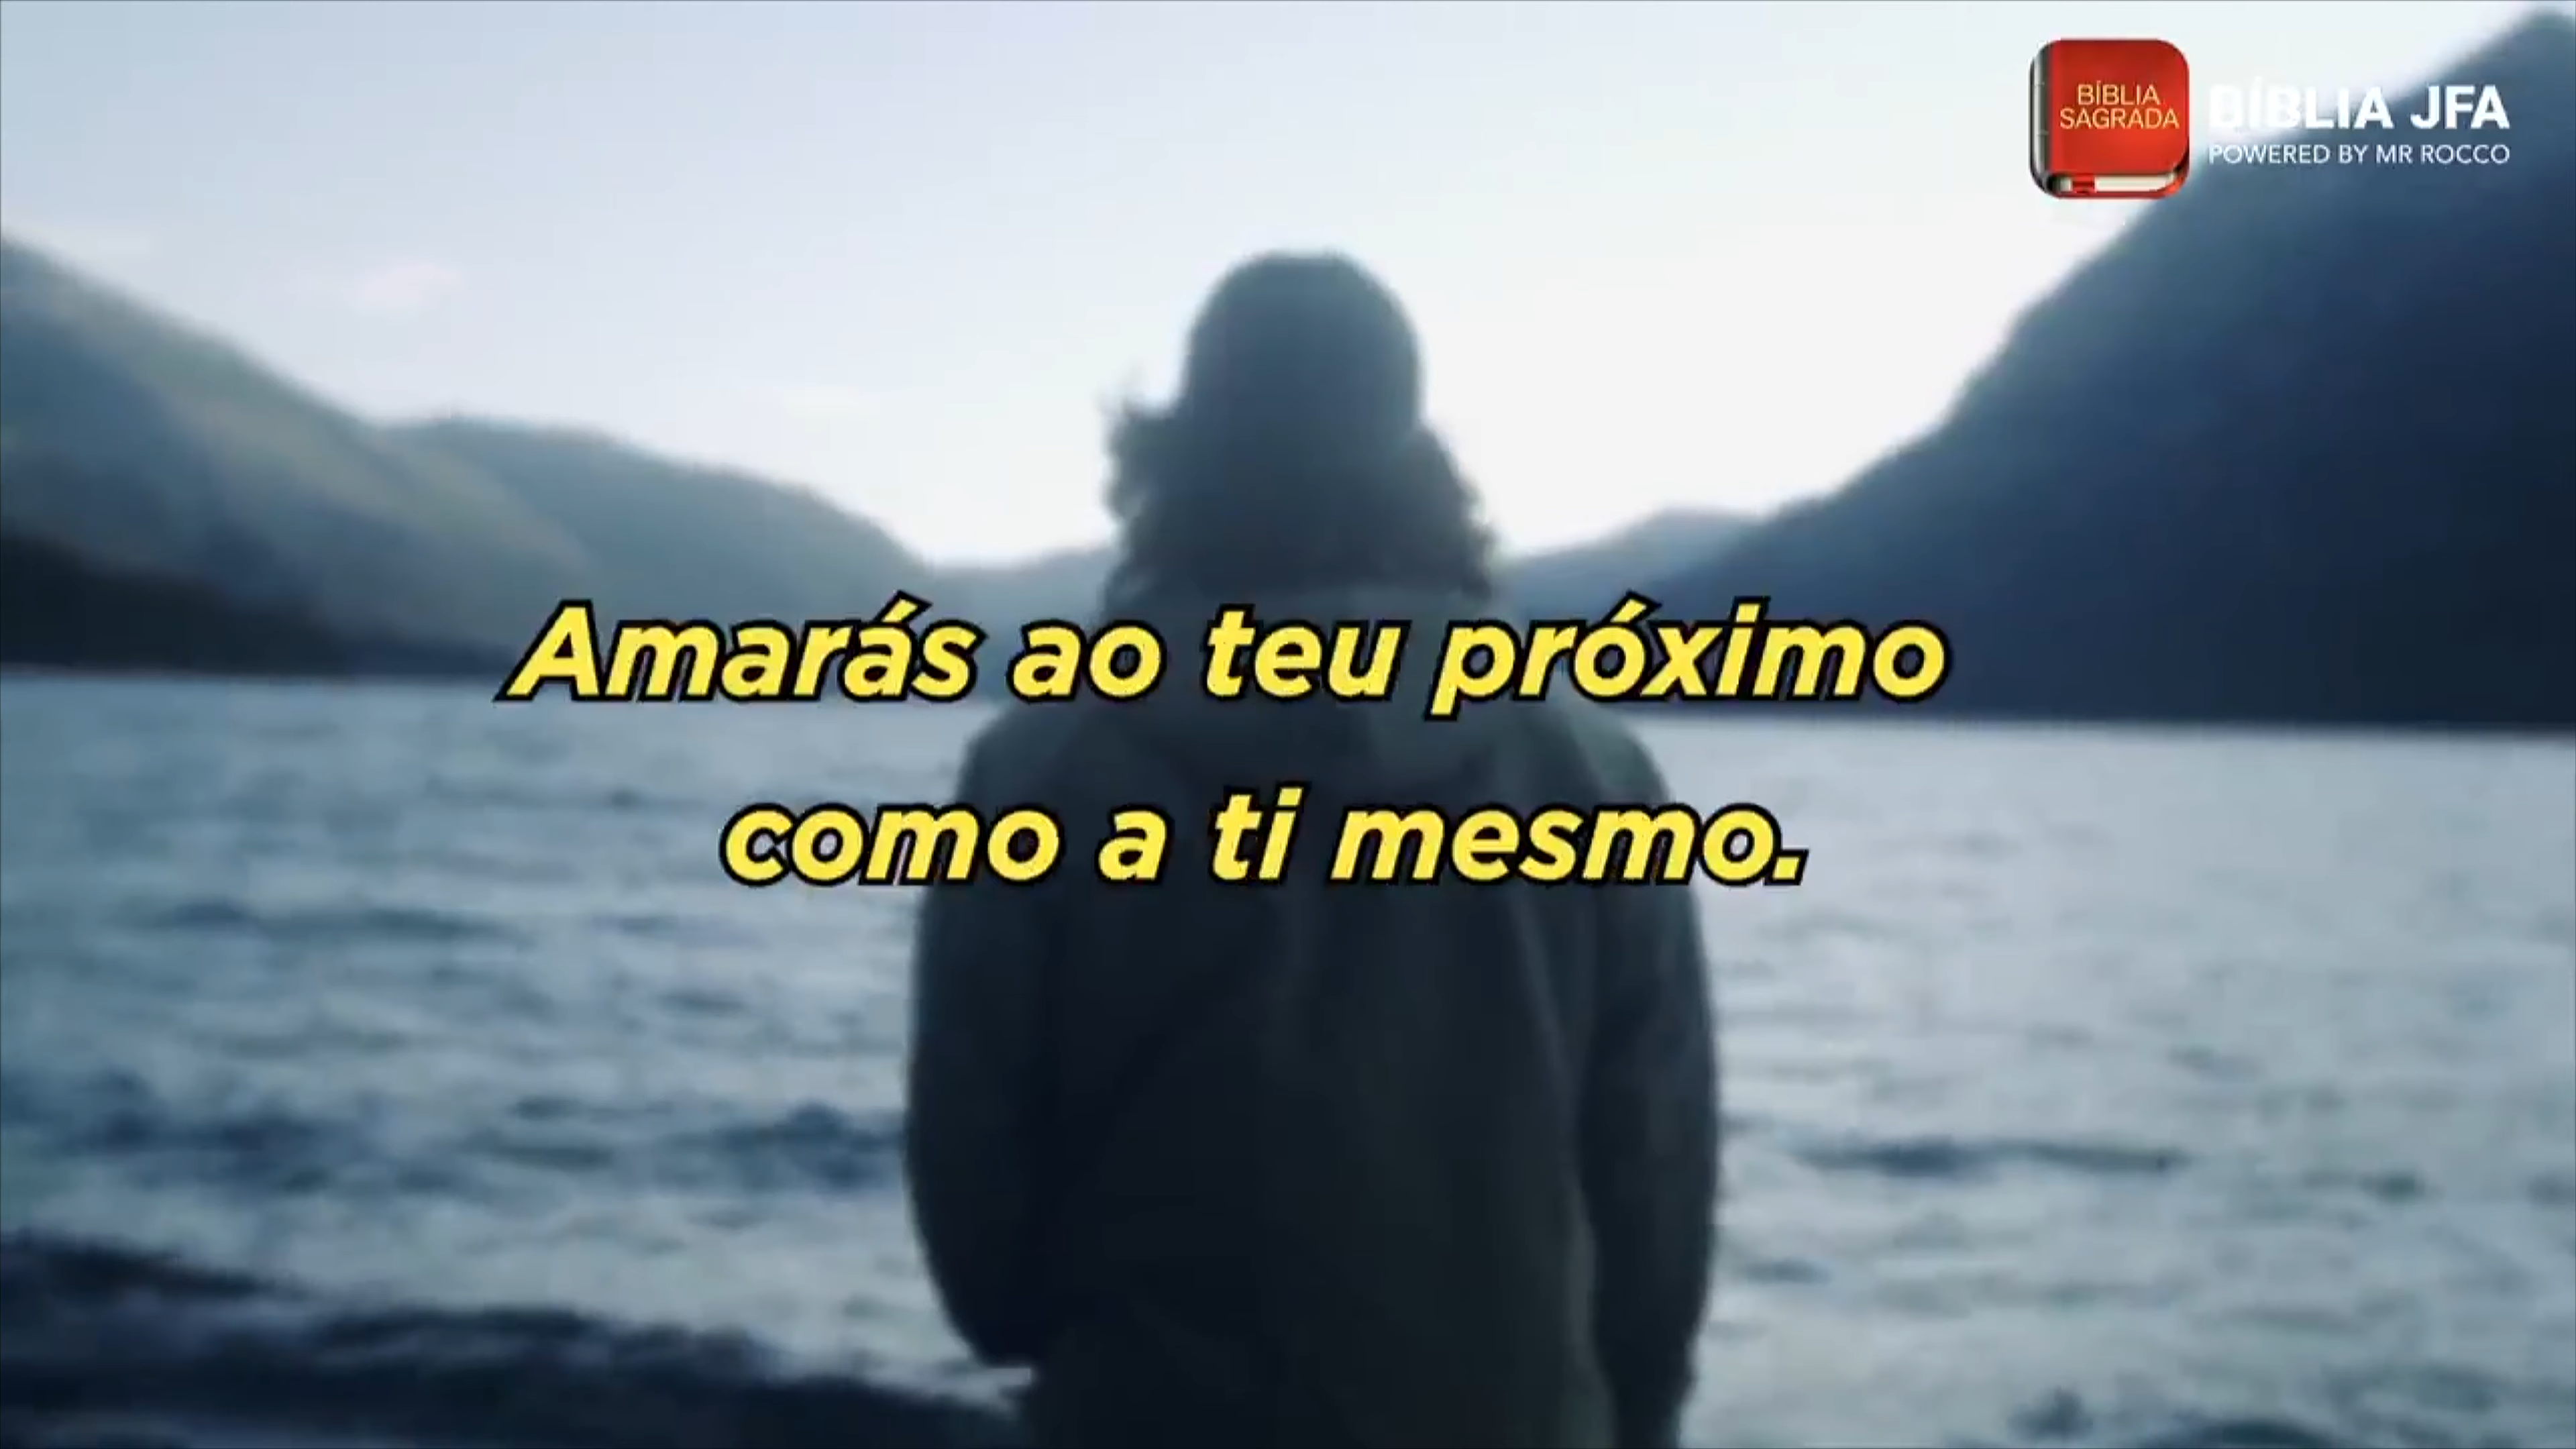 BÍBLIA
SAGRADA
BÍBLIA JFA
POWERED BY MR ROCCO
Amarás ao teu próximo
como a ti mesmo.